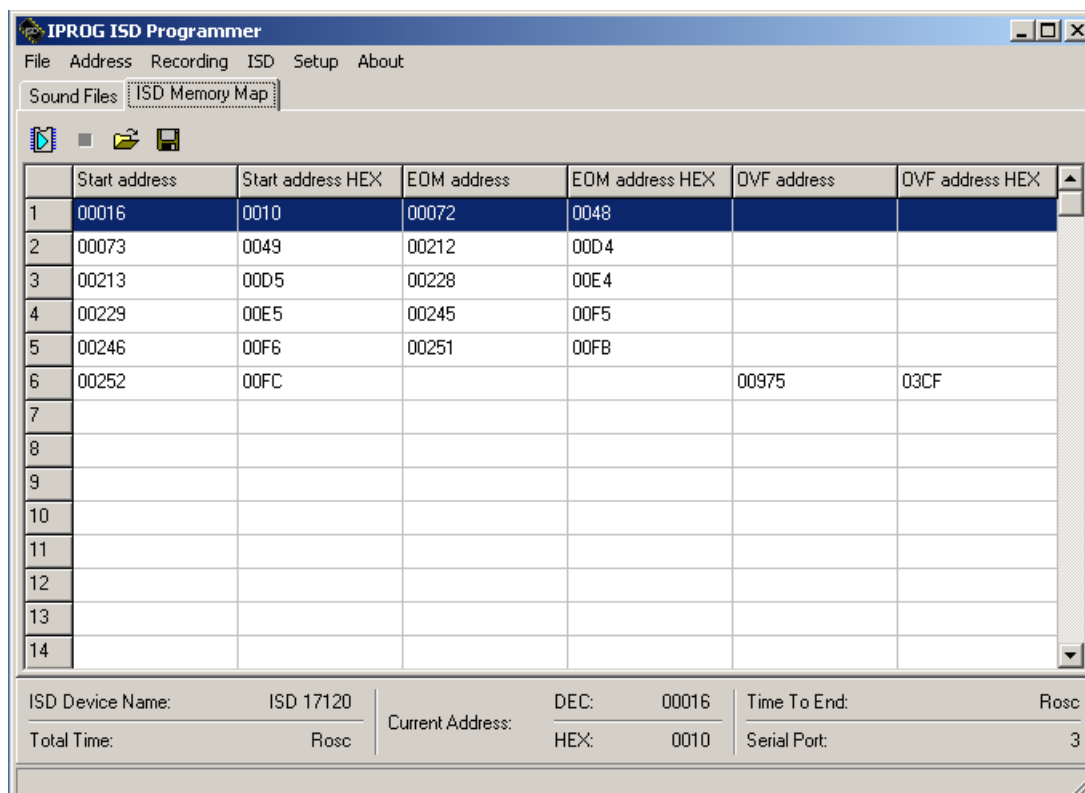 IPROG ISD Programmer
File Address Recording ISD Setup About
Sound Files ISD Memory Map
Start address Start address HEX EOM address EOM address HEX OVF address OVF address HEX
1 00016 0010 00072 0048
2 00073 0049 00212 00D4
3 00213 00D5 00228 00E4
4 00229 00E5 00245 00F5
5 00246 00F6 00251 00FB
6 00252 00FC 00975 03CF
7
8
9
10
11
12
13
14
ISD Device Name: ISD 17120 Current Address: DEC: 00016 Time To End: Rosc
Total Time: Rosc HEX: 0010 Serial Port: 3